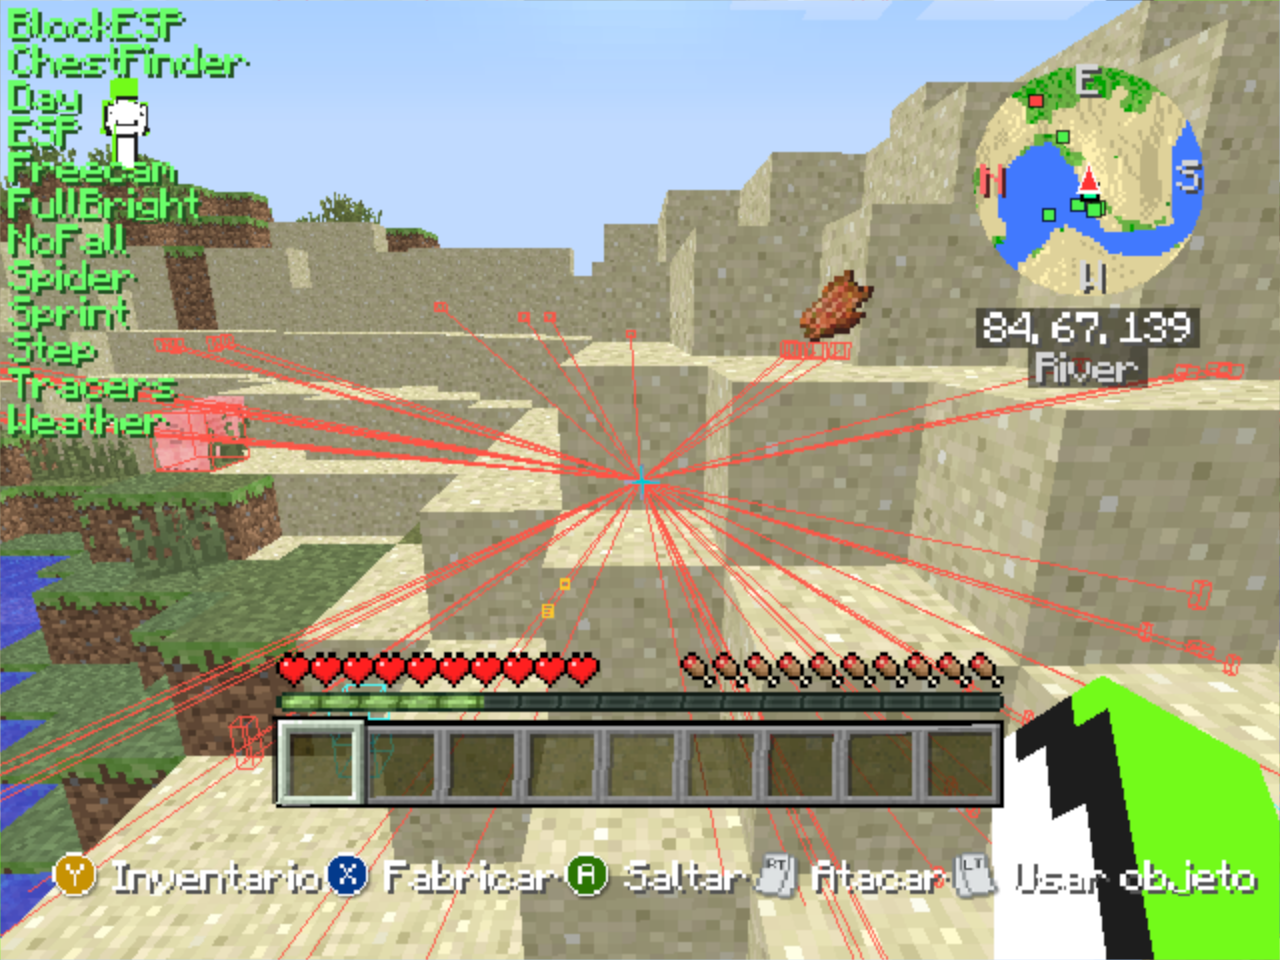 BlockESP
ChestFinder
Day
ESP
Freecam
FullBright
NoFall
Spider
Sprint
Step
Tracers
Weather
E
N
S
W
84, 67, 139
River
Y Inventario X Fabricar A Saltar RT Atacar LT Usar objeto